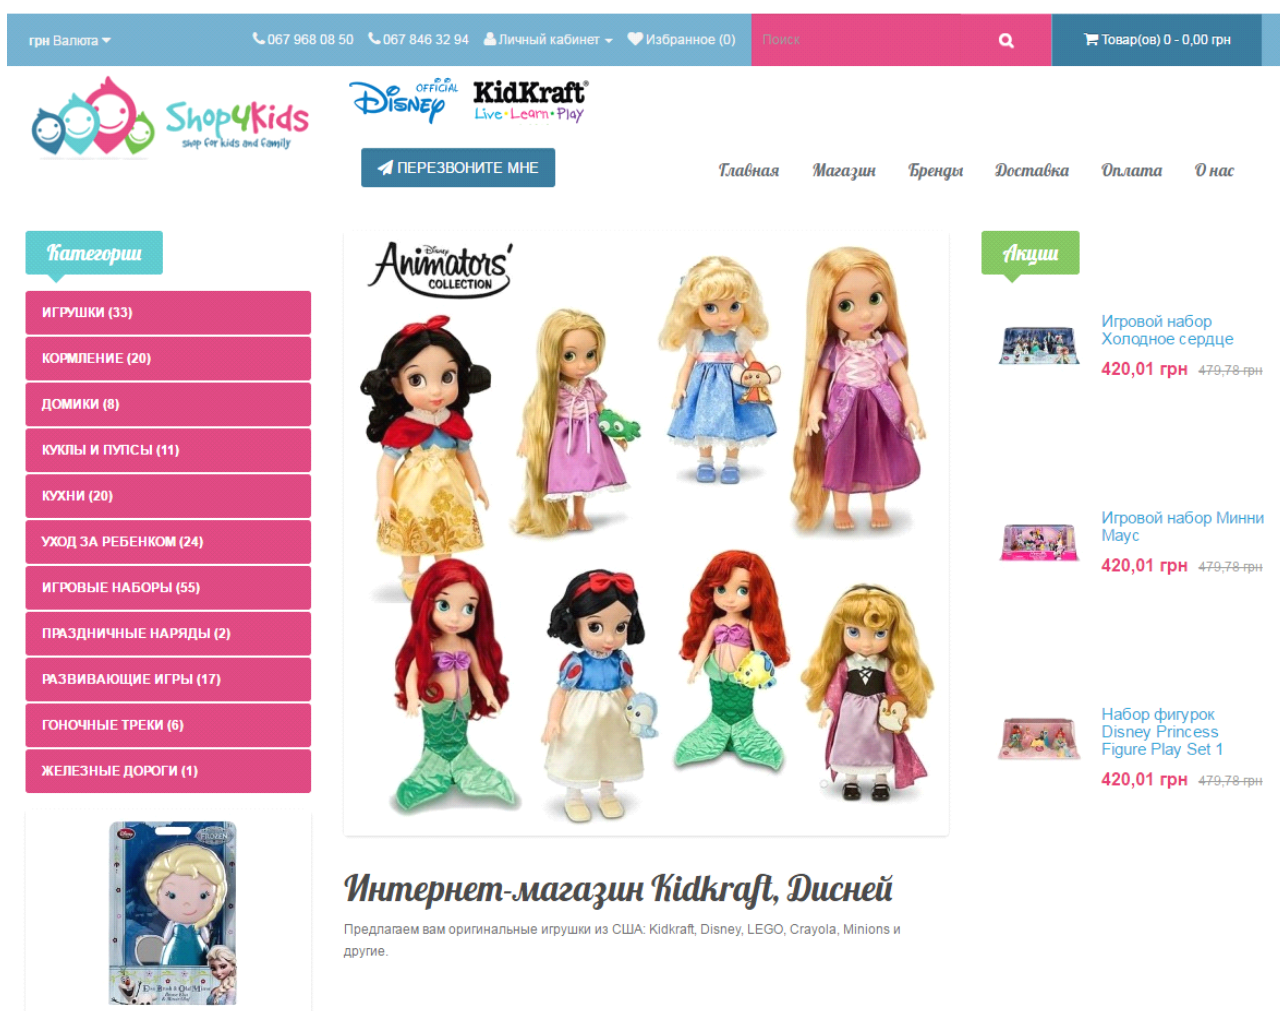 грн Валюта
067 968 08 50
067 846 32 94
Личный кабинет
Избранное (0)
Поиск
Товар(ов) 0 - 0,00 грн
Shop4Kids
shop for kids and family
Disney OFFICIAL
KidKraft®
Live•Learn•Play
ПЕРЕЗВОНИТЕ МНЕ
Главная
Магазин
Бренды
Доставка
Оплата
О нас
Категории
ИГРУШКИ (33)
КОРМЛЕНИЕ (20)
ДОМИКИ (8)
КУКЛЫ И ПУПСЫ (11)
КУХНИ (20)
УХОД ЗА РЕБЕНКОМ (24)
ИГРОВЫЕ НАБОРЫ (55)
ПРАЗДНИЧНЫЕ НАРЯДЫ (2)
РАЗВИВАЮЩИЕ ИГРЫ (17)
ГОНОЧНЫЕ ТРЕКИ (6)
ЖЕЛЕЗНЫЕ ДОРОГИ (1)
Disney
FROZEN
Disney
Animators'
COLLECTION
Интернет-магазин Kidkraft, Дисней
Предлагаем вам оригинальные игрушки из США: Kidkraft, Disney, LEGO, Crayola, Minions и
другие.
Акции
Игровой набор
Холодное сердце
420,01 грн 479,78 грн
Игровой набор Минни
Маус
420,01 грн 479,78 грн
Набор фигурок
Disney Princess
Figure Play Set 1
420,01 грн 479,78 грн